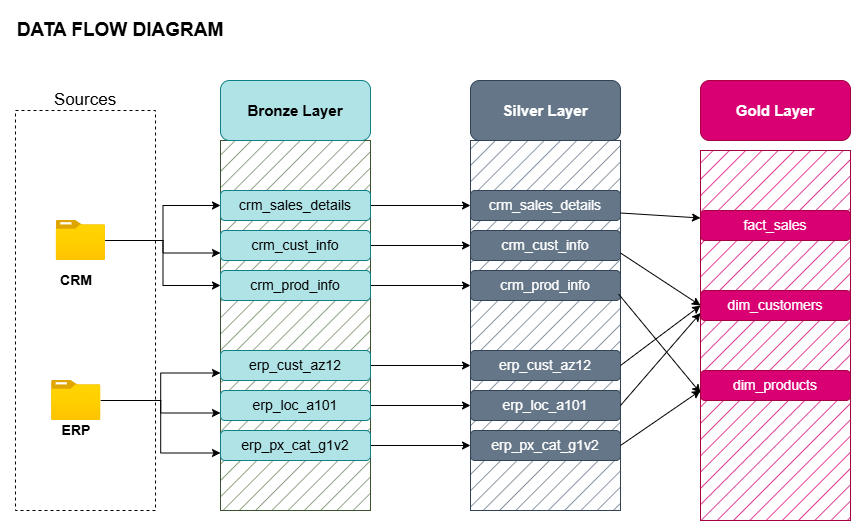 DATA FLOW DIAGRAM
Sources
Bronze Layer
Silver Layer
Gold Layer
CRM
ERP
crm_sales_details
crm_cust_info
crm_prod_info
erp_cust_az12
erp_loc_a101
erp_px_cat_g1v2
crm_sales_details
crm_cust_info
crm_prod_info
erp_cust_az12
erp_loc_a101
erp_px_cat_g1v2
fact_sales
dim_customers
dim_products